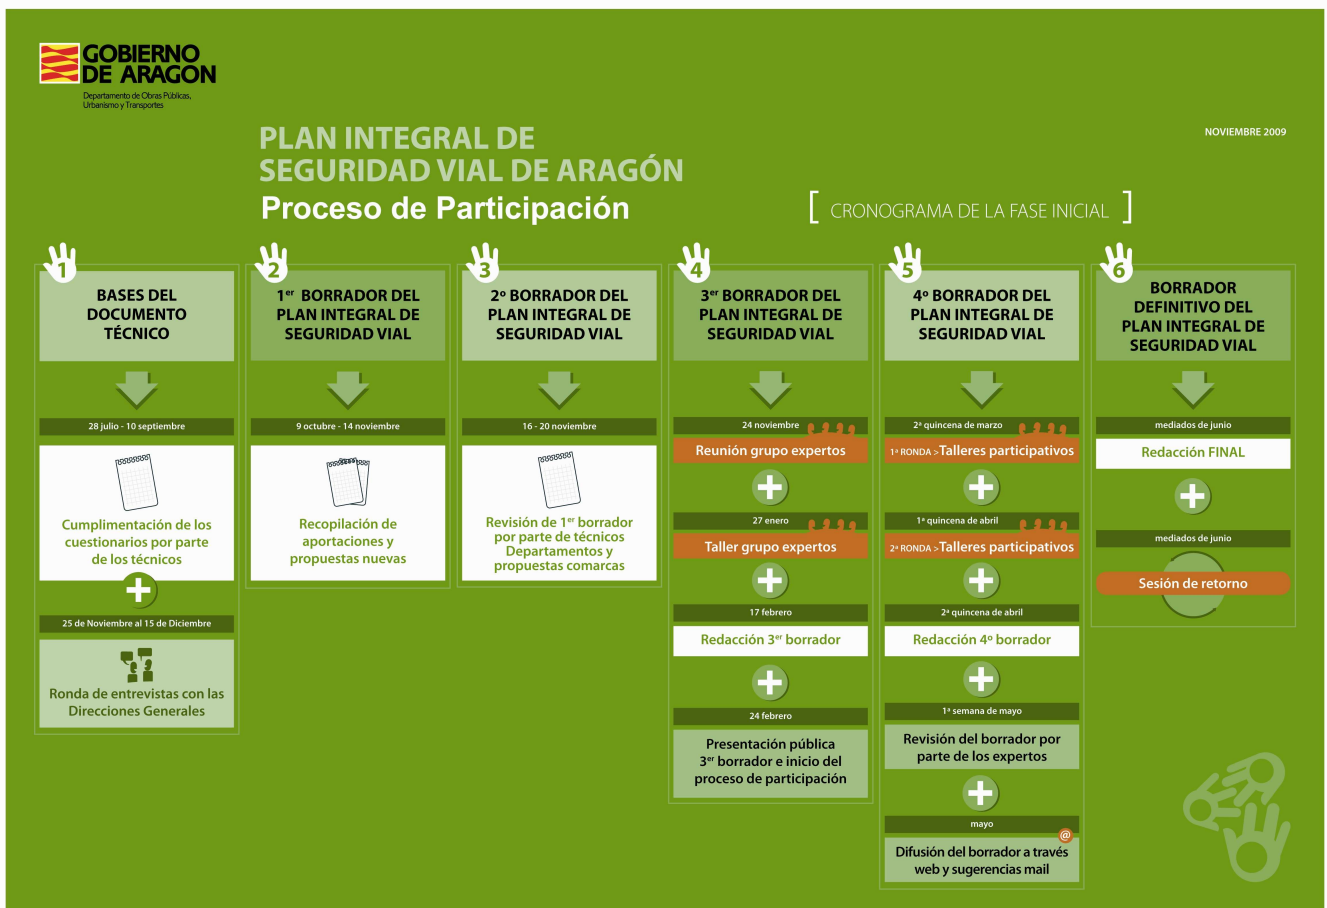 GOBIERNO
DE ARAGON
Departamento de Obras Públicas,
Urbanismo y Transportes
PLAN INTEGRAL DE
SEGURIDAD VIAL DE ARAGÓN
Proceso de Participación
NOVIEMBRE 2009
[ CRONOGRAMA DE LA FASE INICIAL ]
1
BASES DEL
DOCUMENTO
TÉCNICO
28 julio - 10 septiembre
Cumplimentación de los
cuestionarios por parte
de los técnicos
+
25 de Noviembre al 15 de Diciembre
Ronda de entrevistas con las
Direcciones Generales
2
1er BORRADOR DEL
PLAN INTEGRAL DE
SEGURIDAD VIAL
9 octubre - 14 noviembre
Recopilación de
aportaciones y
propuestas nuevas
3
2º BORRADOR DEL
PLAN INTEGRAL DE
SEGURIDAD VIAL
16 - 20 noviembre
Revisión de 1er borrador
por parte de técnicos
Departamentos y
propuestas comarcas
4
3er BORRADOR DEL
PLAN INTEGRAL DE
SEGURIDAD VIAL
24 noviembre
Reunión grupo expertos
+
27 enero
Taller grupo expertos
+
17 febrero
Redacción 3er borrador
+
24 febrero
Presentación pública
3er borrador e inicio del
proceso de participación
5
4º BORRADOR DEL
PLAN INTEGRAL DE
SEGURIDAD VIAL
2ª quincena de marzo
1ª RONDA > Talleres participativos
+
1ª quincena de abril
2ª RONDA > Talleres participativos
+
2ª quincena de abril
Redacción 4º borrador
+
1ª semana de mayo
Revisión del borrador por
parte de los expertos
+
mayo
@
Difusión del borrador a través
web y sugerencias mail
6
BORRADOR
DEFINITIVO DEL
PLAN INTEGRAL DE
SEGURIDAD VIAL
mediados de junio
Redacción FINAL
+
mediados de junio
Sesión de retorno